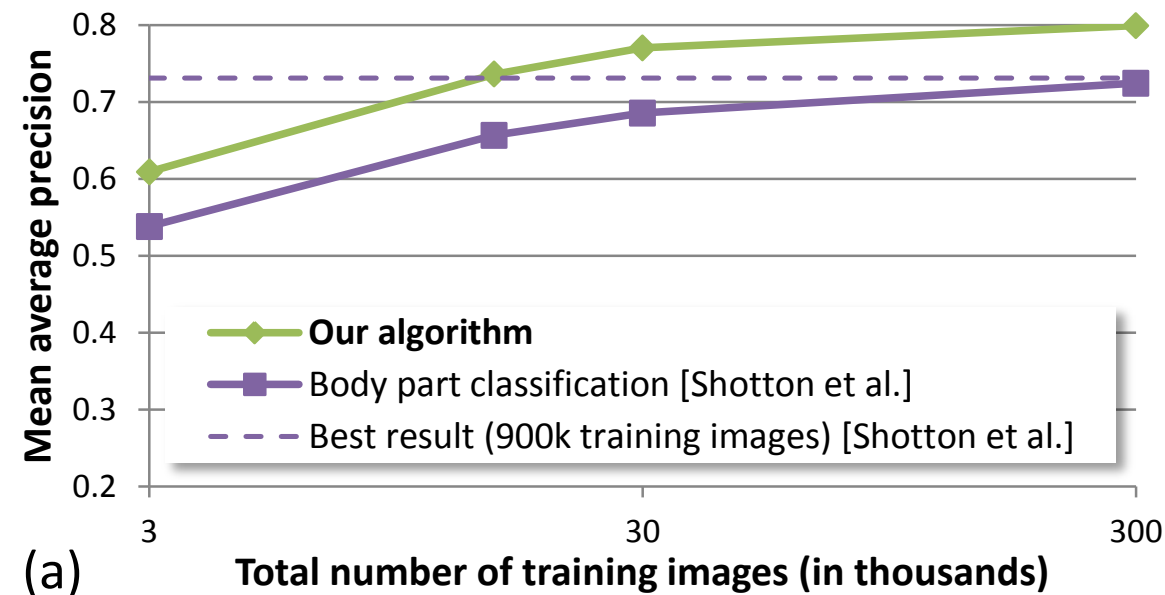 Mean average precision
0.8
0.7
0.6
0.5
0.4
0.3
0.2
Our algorithm
Body part classification [Shotton et al.]
Best result (900k training images) [Shotton et al.]
3
30
300
(a)
Total number of training images (in thousands)